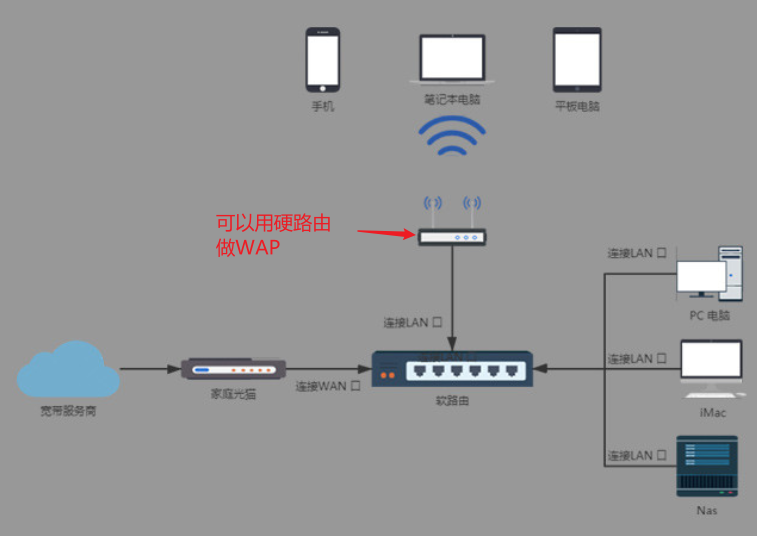 手机
笔记本电脑
平板电脑
可以用硬路由
做WAP
连接LAN 口
连接LAN 口
PC 电脑
连接LAN 口
连接LAN 口
宽带服务商
家庭光猫
连接WAN 口
软路由
iMac
连接LAN 口
Nas